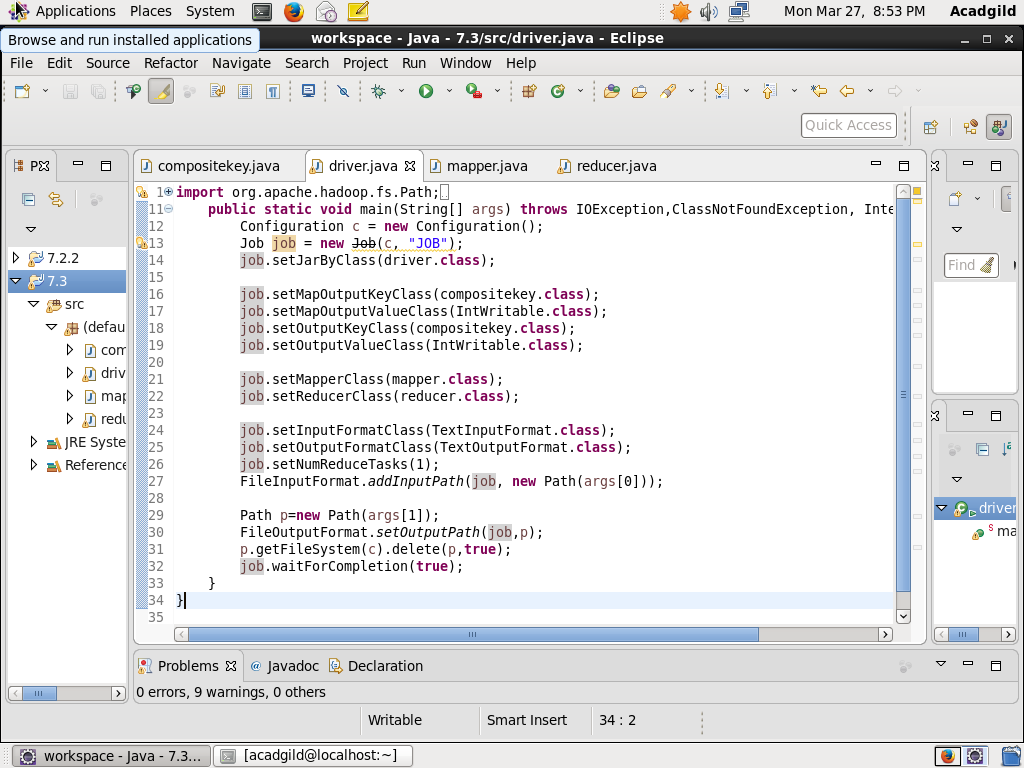 Applications Places System Mon Mar 27, 8:53 PM Acadgild
Browse and run installed applications
workspace - Java - 7.3/src/driver.java - Eclipse
File Edit Source Refactor Navigate Search Project Run Window Help
Quick Access
P
compositekey.java driver.java mapper.java reducer.java
7.2.2
7.3
src
(defau
com
driv
map
redu
JRE Syste
Reference
1 import org.apache.hadoop.fs.Path;
11 public static void main(String[] args) throws IOException,ClassNotFoundException, Inte
12 Configuration c = new Configuration();
13 Job job = new Job(c, "JOB");
14 job.setJarByClass(driver.class);
15
16 job.setMapOutputKeyClass(compositekey.class);
17 job.setMapOutputValueClass(IntWritable.class);
18 job.setOutputKeyClass(compositekey.class);
19 job.setOutputValueClass(IntWritable.class);
20
21 job.setMapperClass(mapper.class);
22 job.setReducerClass(reducer.class);
23
24 job.setInputFormatClass(TextInputFormat.class);
25 job.setOutputFormatClass(TextOutputFormat.class);
26 job.setNumReduceTasks(1);
27 FileInputFormat.addInputPath(job, new Path(args[0]));
28
29 Path p=new Path(args[1]);
30 FileOutputFormat.setOutputPath(job,p);
31 p.getFileSystem(c).delete(p,true);
32 job.waitForCompletion(true);
33 }
34 }
35
Find
driver
S ma
Problems @ Javadoc Declaration
0 errors, 9 warnings, 0 others
Writable Smart Insert 34 : 2
workspace - Java - 7.3... [acadgild@localhost:~]